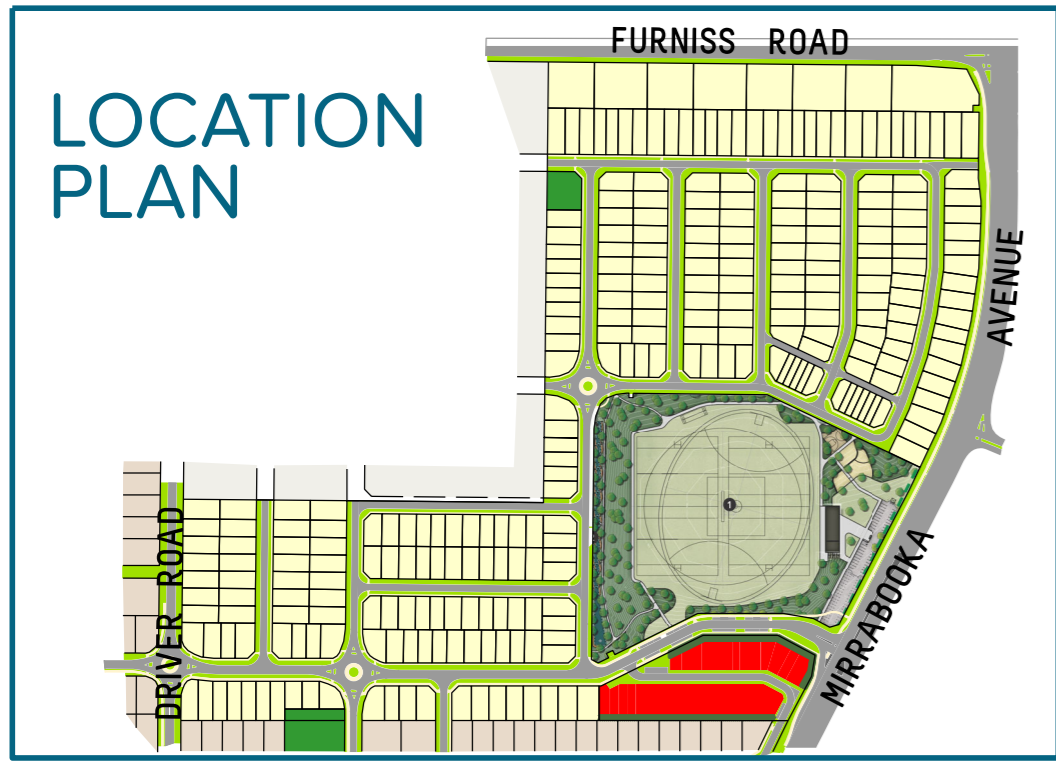 FURNISS ROAD
LOCATION
PLAN
AVENUE
1
DRIVER ROAD
MIRRABOOKA